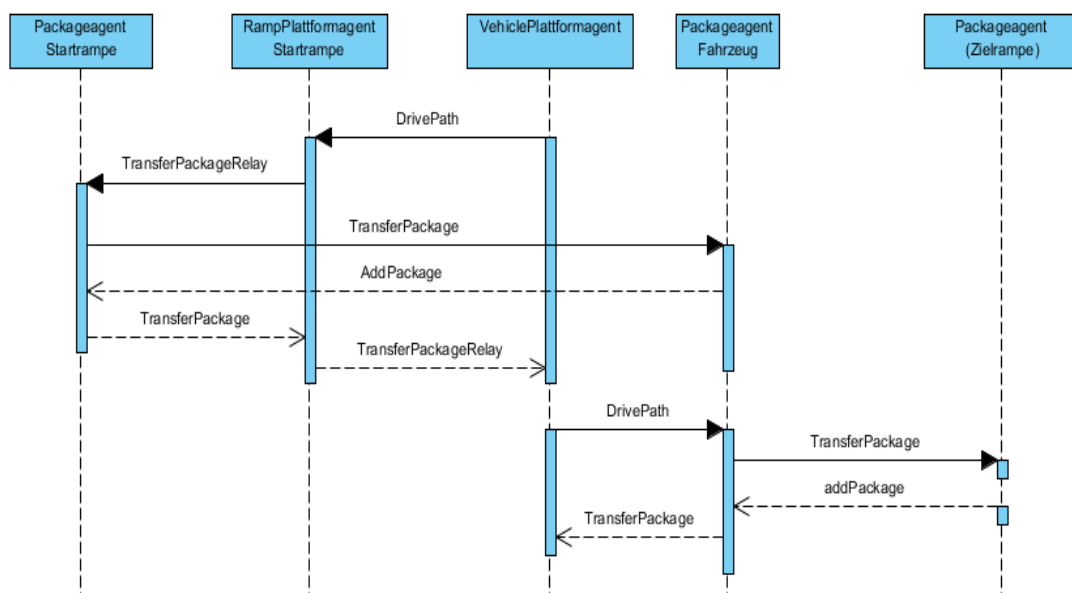 Packageagent
Startrampe
RampPlattformagent
Startrampe
VehiclePlattformagent
Packageagent
Fahrzeug
Packageagent
(Zielrampe)
DrivePath
TransferPackageRelay
TransferPackage
AddPackage
TransferPackage
TransferPackageRelay
DrivePath
TransferPackage
addPackage
TransferPackage